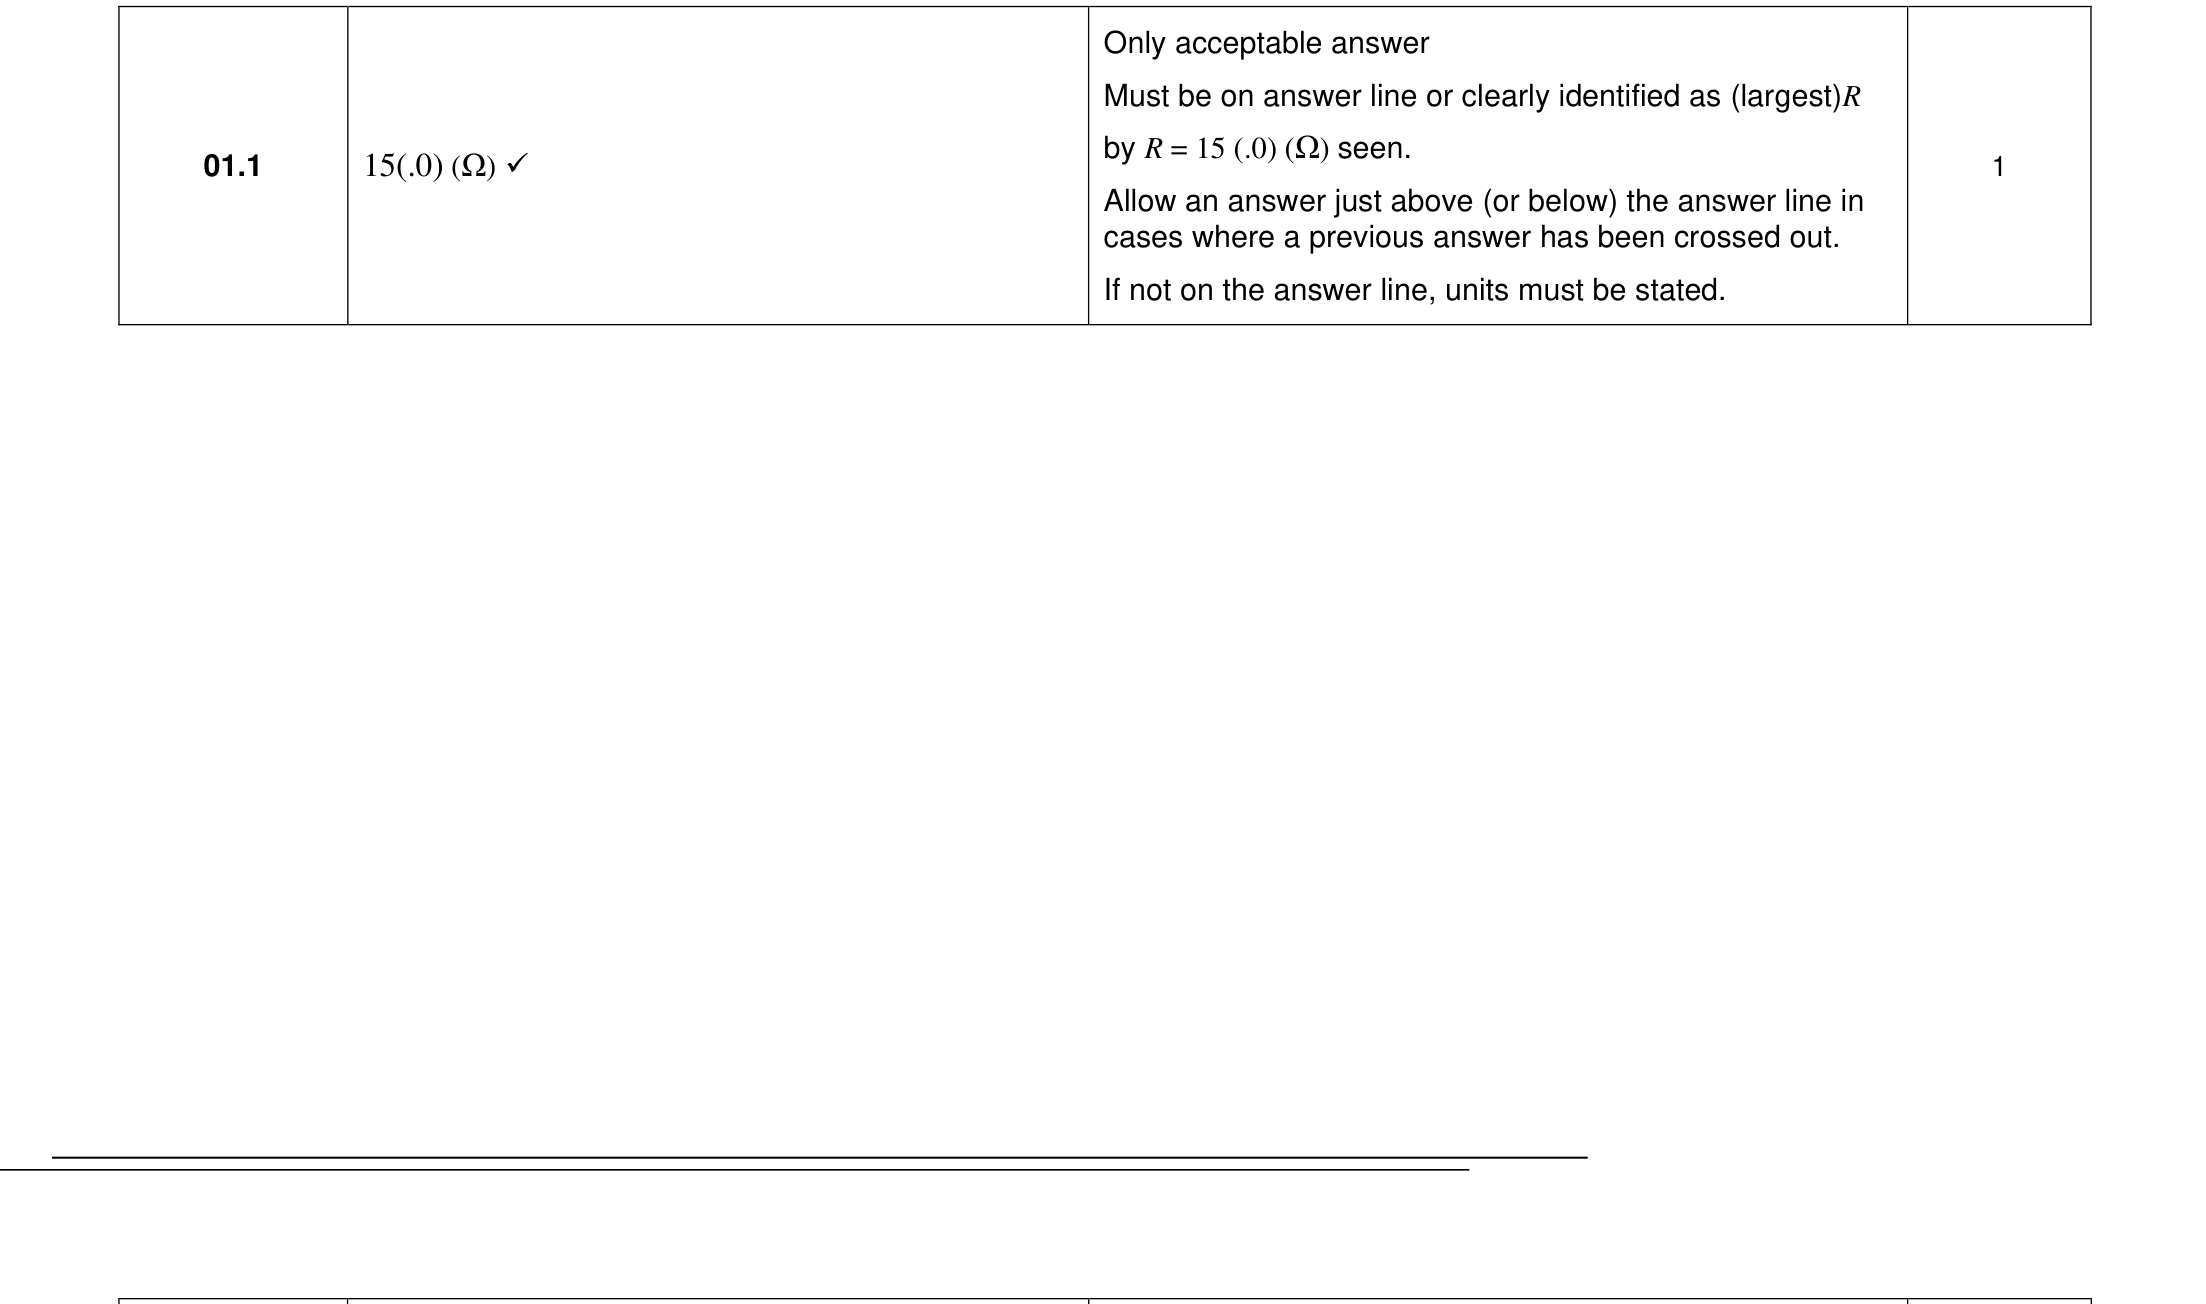 01.1
15(.0) (Ω) ✓
Only acceptable answer
Must be on answer line or clearly identified as (largest)R
by R = 15 (.0) (Ω) seen.
Allow an answer just above (or below) the answer line in
cases where a previous answer has been crossed out.
If not on the answer line, units must be stated.
1